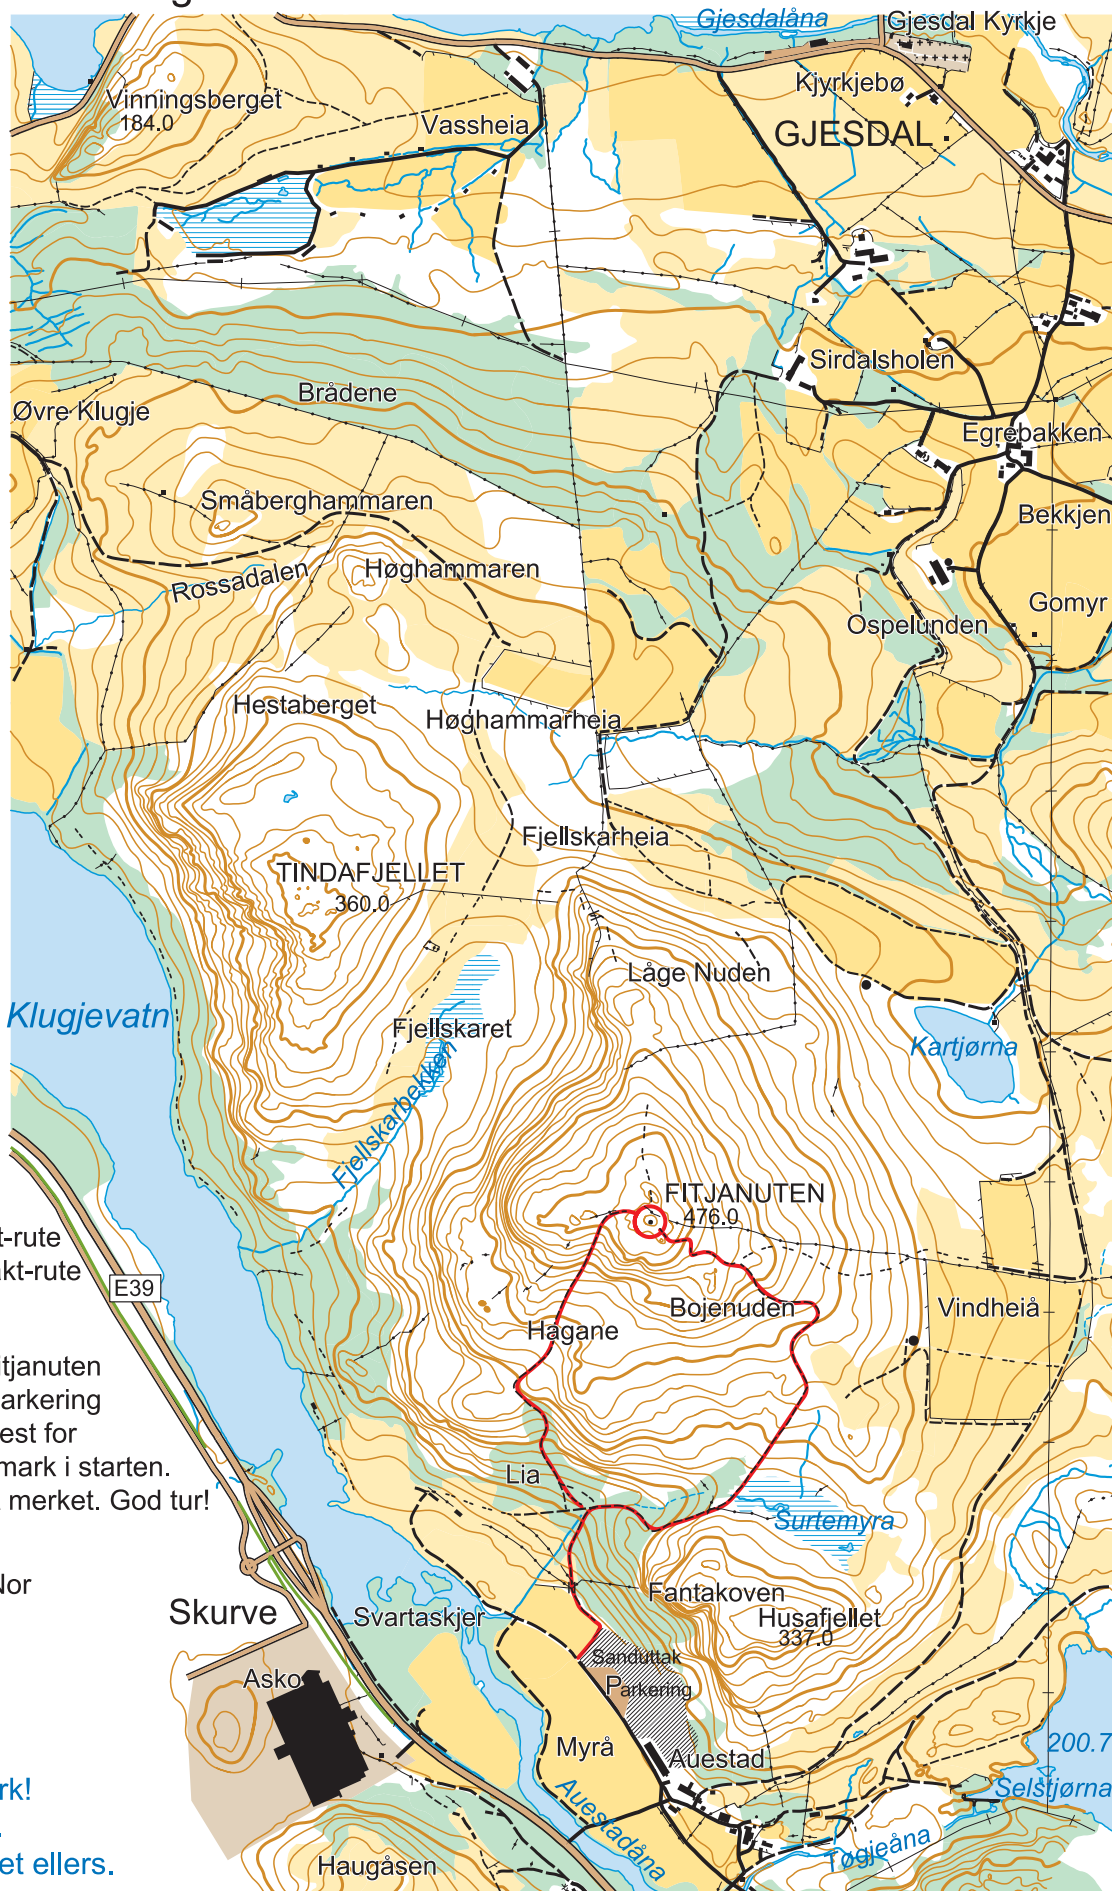 g
Gjesdalåna
Gjesdal Kyrkje
Kjyrkjebø
Vinningsberget
184.0
Vassheia
GJESDAL
Sirdalsholen
Brådene
Øvre Klugje
Egrebakken
Småberghammaren
Bekkjen
Rossadalen
Høghammaren
Gomyr
Ospelunden
Hestaberget
Høghammarheia
Fjellskarheia
TINDAFJELLET
360.0
Låge Nuden
Klugjevatn
Fjellskaret
Kartjørna
Fjellskarbekken
FITJANUTEN
476.0
t-rute
akt-rute
E39
Bojenuden
Vindheiå
Hagane
itjanuten
arkering
est for
mark i starten.
merket. God tur!
Lia
Surtemyra
Nor
Fantakoven
Skurve
Svartaskjer
Husafjellet
337.0
Sanduttak
Parkering
Asko
Myrå
Auestad
200.7
Selstjørna
rk!
Auestadåna
.
Tøgjeåna
et ellers.
Haugåsen